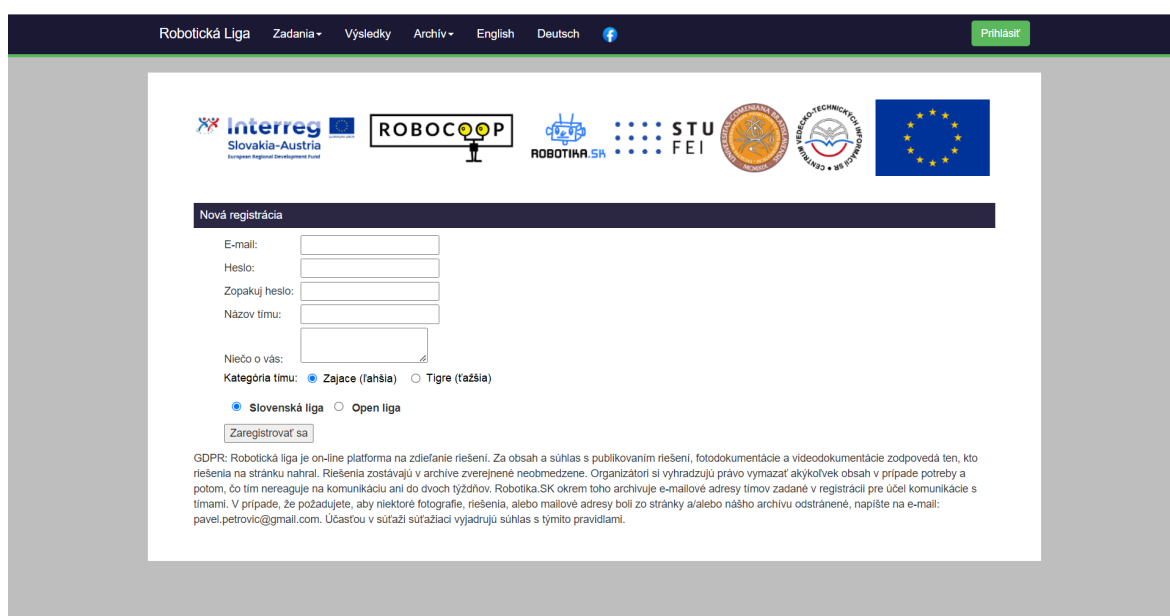 Robotická Liga Zadania Výsledky Archív English Deutsch Prihlásiť
Interreg
Slovakia-Austria
European Regional Development Fund
ROBOCOOP
ROBOTIKA.SK
STU
FEI
CENTRUM VEDECKO-TECHNICKÝCH INFORMÁCIÍ SR
Nová registrácia
E-mail:
Heslo:
Zopakuj heslo:
Názov tímu:
Niečo o vás:
Kategória tímu: Zajace (ľahšia) Tigre (ťažšia)
Slovenská liga Open liga
Zaregistrovať sa
GDPR: Robotická liga je on-line platforma na zdieľanie riešení. Za obsah a súhlas s publikovaním riešení, fotodokumentácie a videodokumentácie zodpovedá ten, kto
riešenia na stránku nahral. Riešenia zostávajú v archíve zverejnené neobmedzene. Organizátori si vyhradzujú právo vymazať akýkoľvek obsah v prípade potreby a
potom, čo tím nereaguje na komunikáciu ani do dvoch týždňov. Robotika.SK okrem toho archivuje e-mailové adresy tímov zadané v registrácii pre účel komunikácie s
tímami. V prípade, že požadujete, aby niektoré fotografie, riešenia, alebo mailové adresy boli zo stránky a/alebo nášho archívu odstránené, napíšte na e-mail:
pavel.petrovic@gmail.com. Účasťou v súťaži súťažiaci vyjadrujú súhlas s týmito pravidlami.